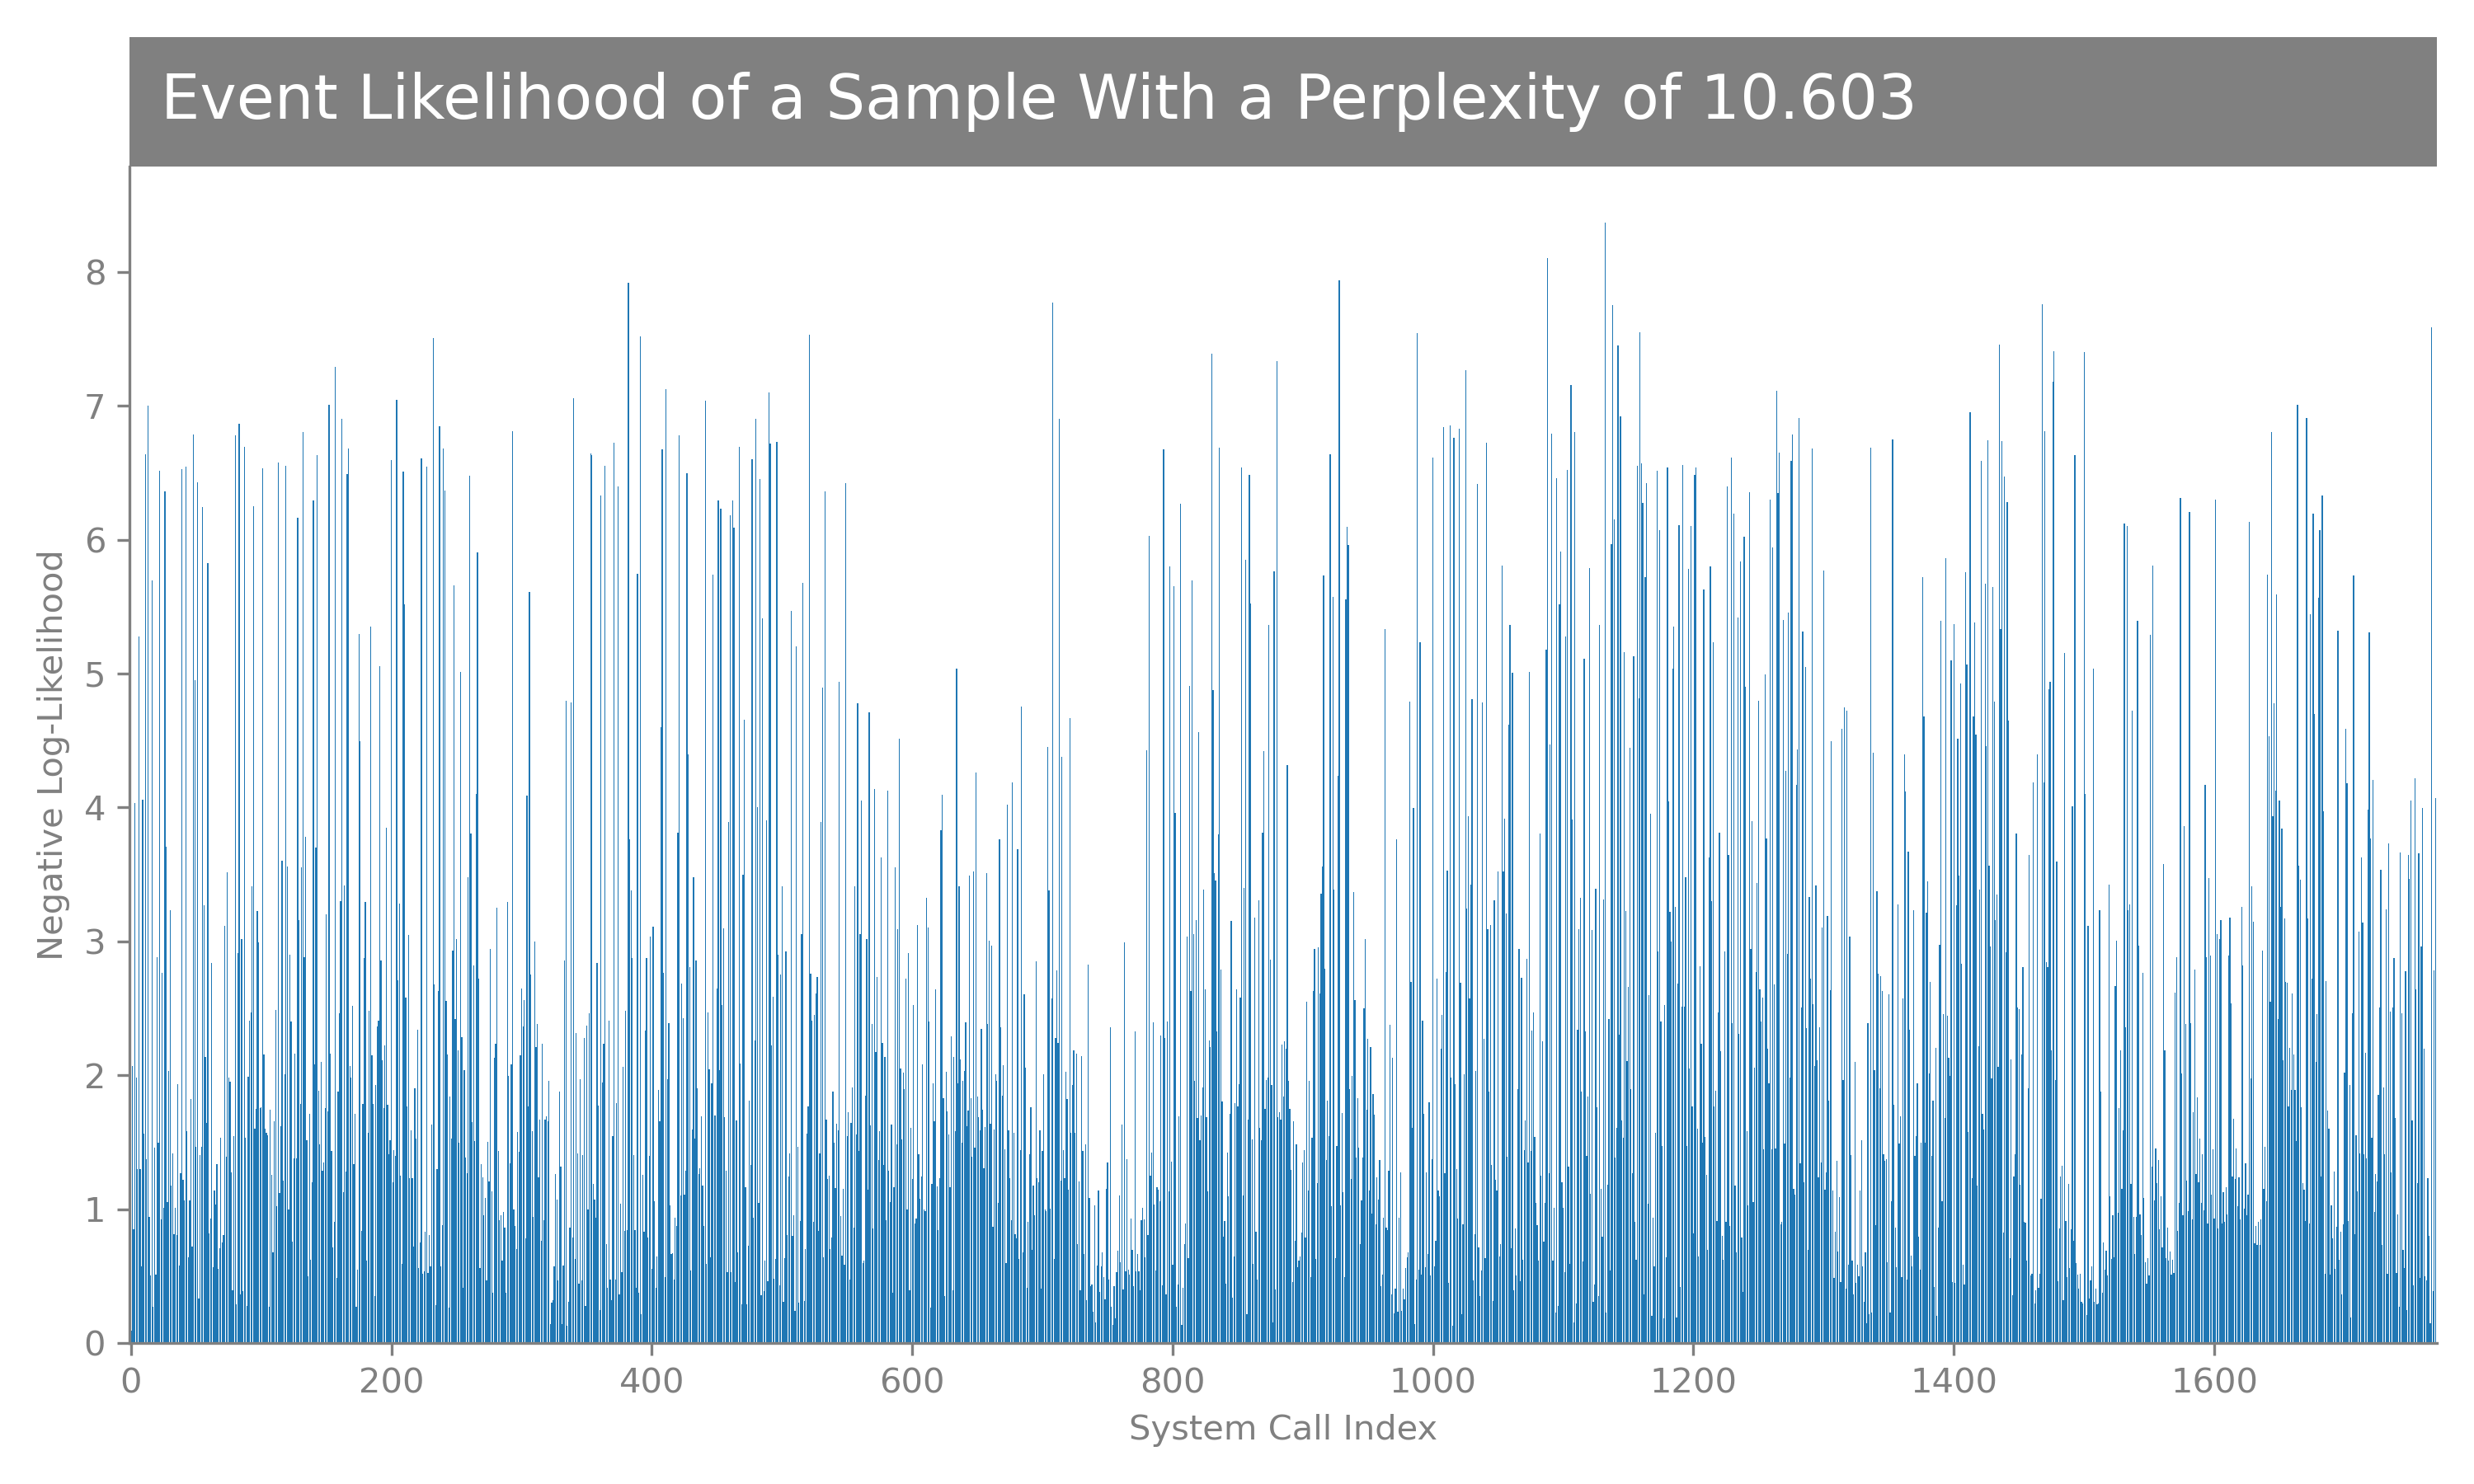 Event Likelihood of a Sample With a Perplexity of 10.603
8
7
6
5
4
3
2
1
0
Negative Log-Likelihood
0 200 400 600 800 1000 1200 1400 1600
System Call Index